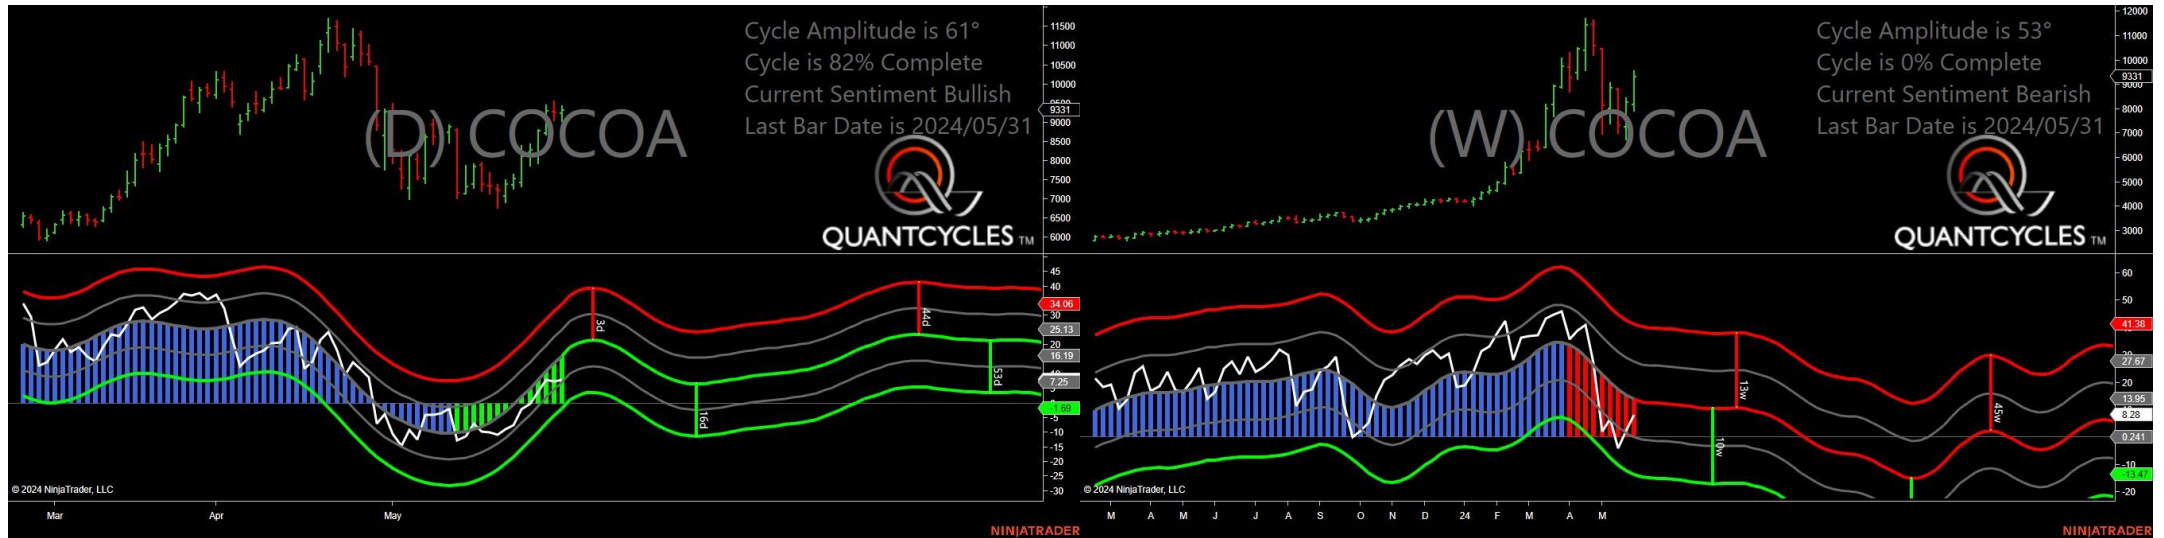 Cycle Amplitude is 61°
Cycle is 82% Complete
Current Sentiment Bullish
Last Bar Date is 2024/05/31
(D) COCOA
QUANTCYCLES TM
11500
11000
10500
10000
9331
9000
8500
8000
7500
7000
6500
6000
45
40
34.06
30
25.13
20
16.19
7.25
-1.69
-5
-10
-15
-20
-25
-30
3d
16d
44d
53d
© 2024 NinjaTrader, LLC
Mar Apr May
NINJATRADER
Cycle Amplitude is 53°
Cycle is 0% Complete
Current Sentiment Bearish
Last Bar Date is 2024/05/31
(W) COCOA
QUANTCYCLES TM
12000
11000
10000
9331
8000
7000
6000
5000
4000
3000
60
50
41.38
27.67
20
13.95
8.28
0.241
-10
-13.47
-20
13w
10w
45w
© 2024 NinjaTrader, LLC
M A M J J A S O N D 24 F M A M
NINJATRADER